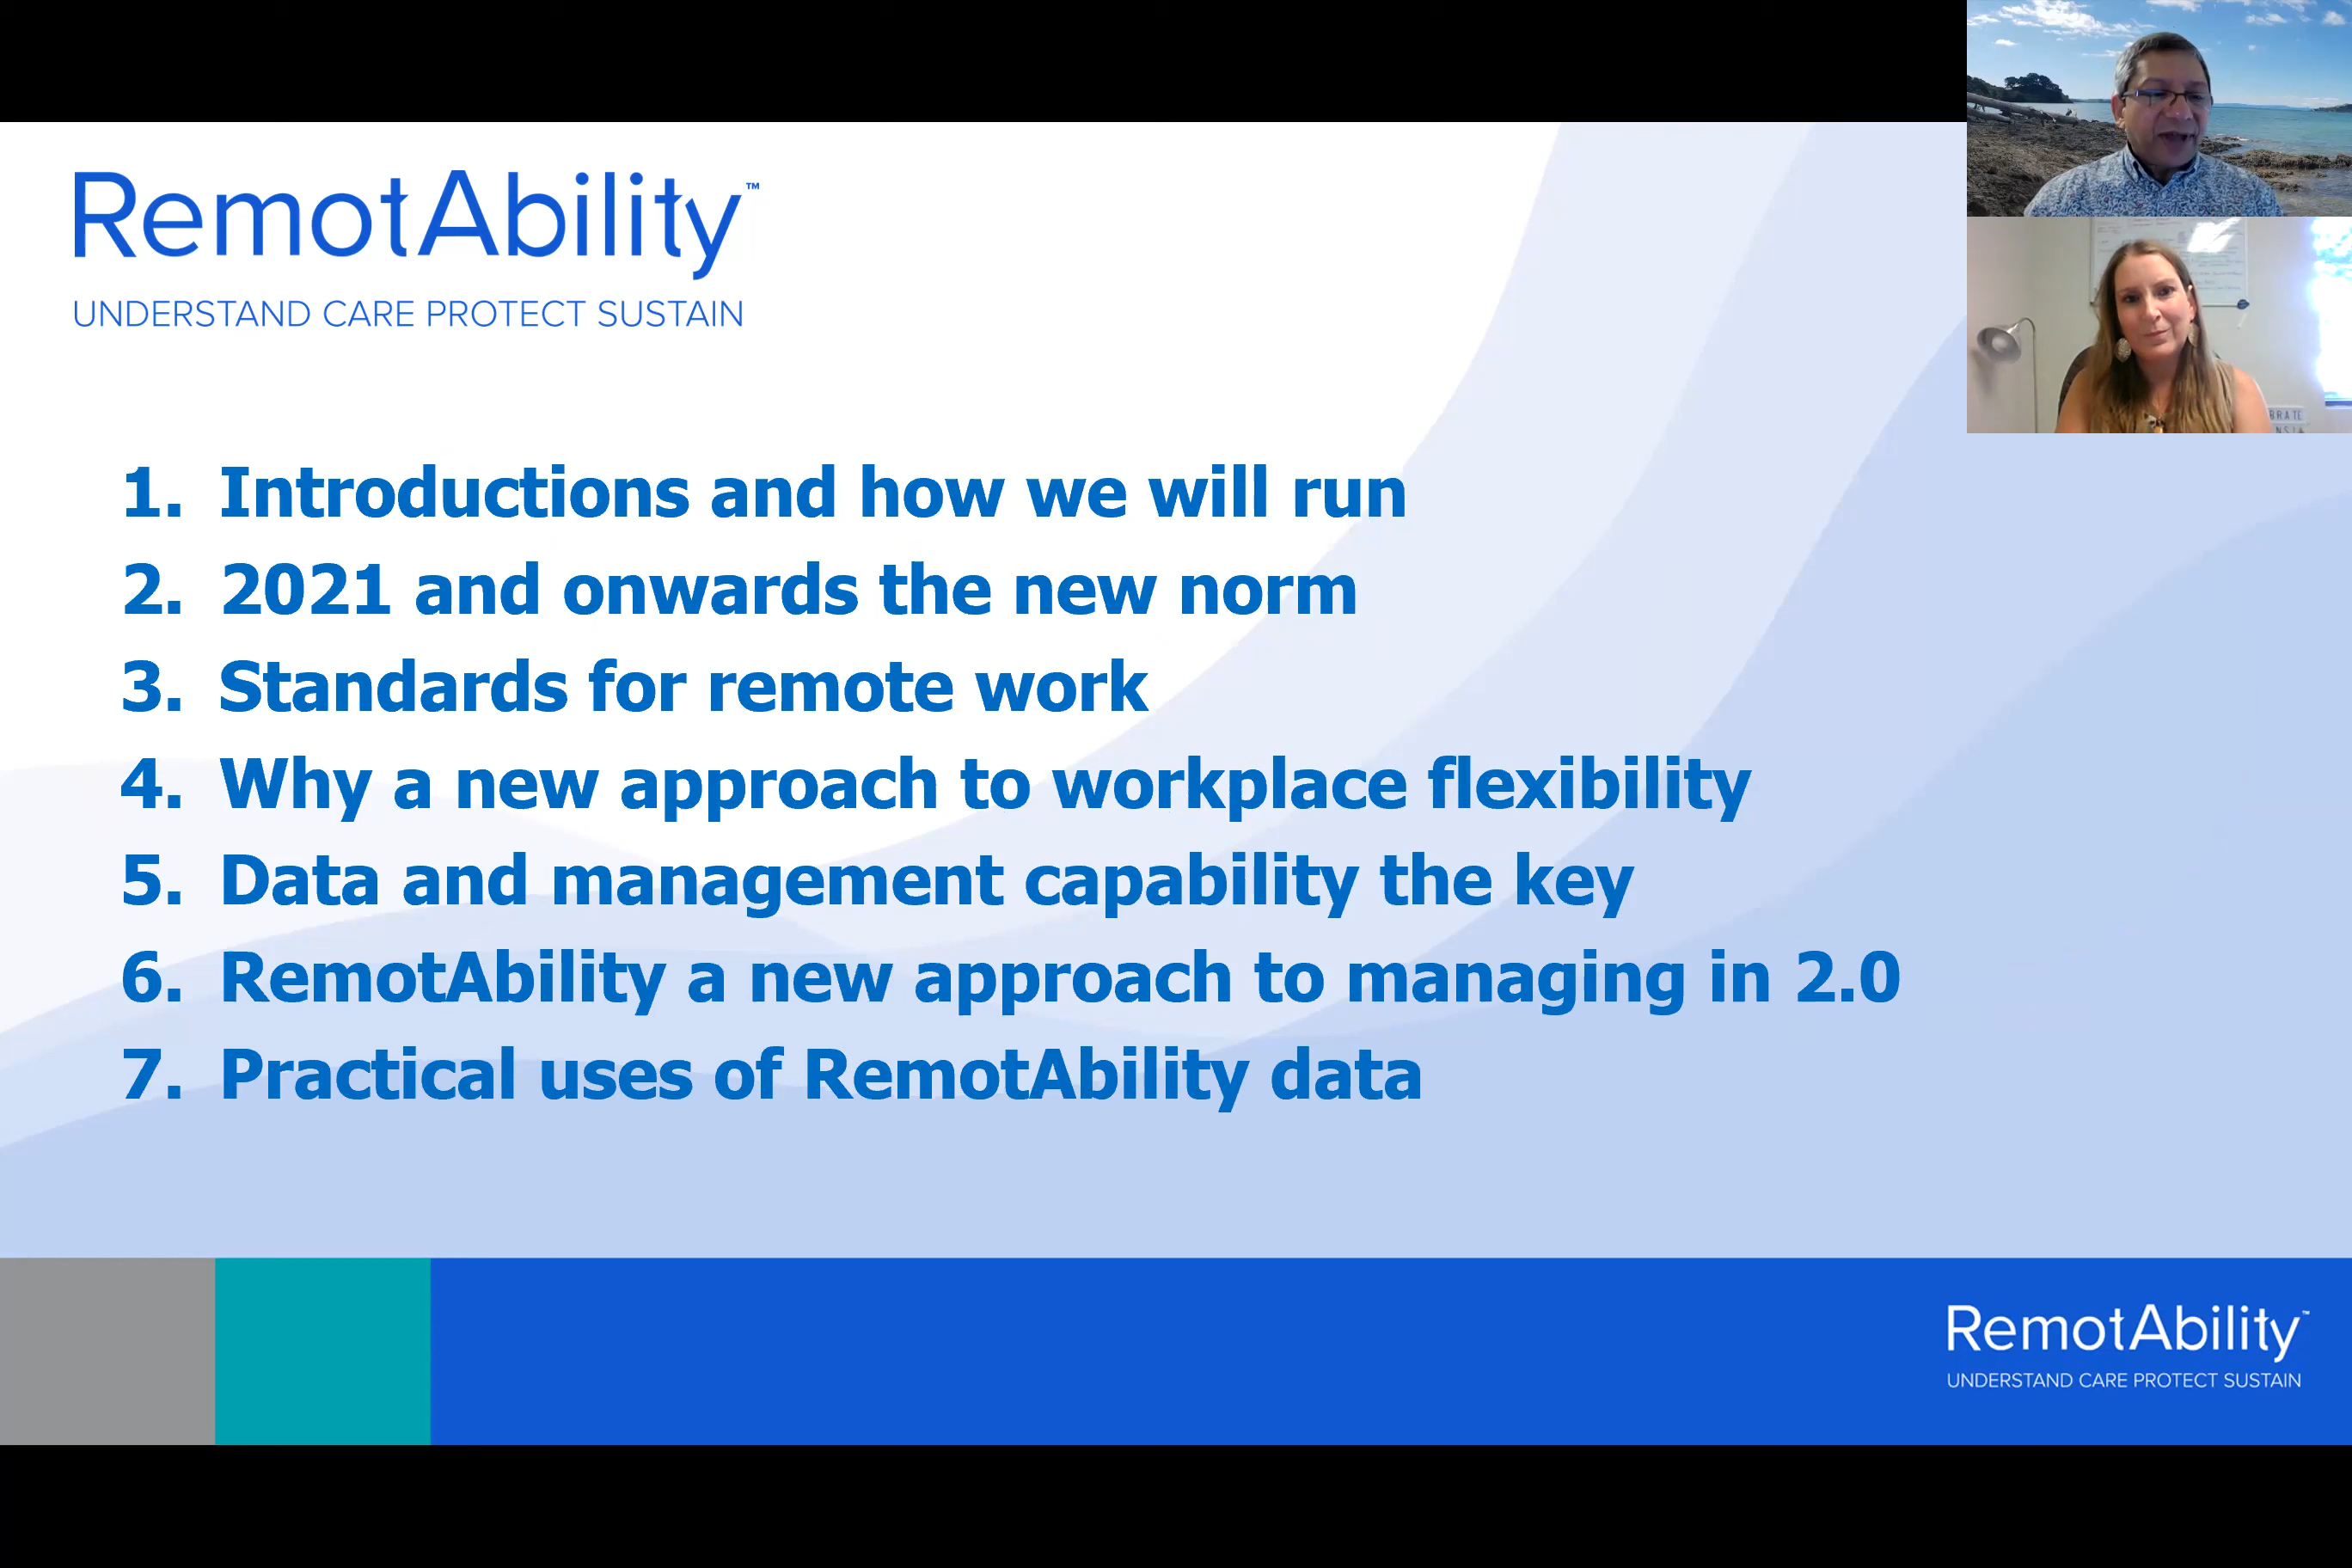 RemotAbility™
UNDERSTAND CARE PROTECT SUSTAIN
1. Introductions and how we will run
2. 2021 and onwards the new norm
3. Standards for remote work
4. Why a new approach to workplace flexibility
5. Data and management capability the key
6. RemotAbility a new approach to managing in 2.0
7. Practical uses of RemotAbility data
RemotAbility™
UNDERSTAND CARE PROTECT SUSTAIN